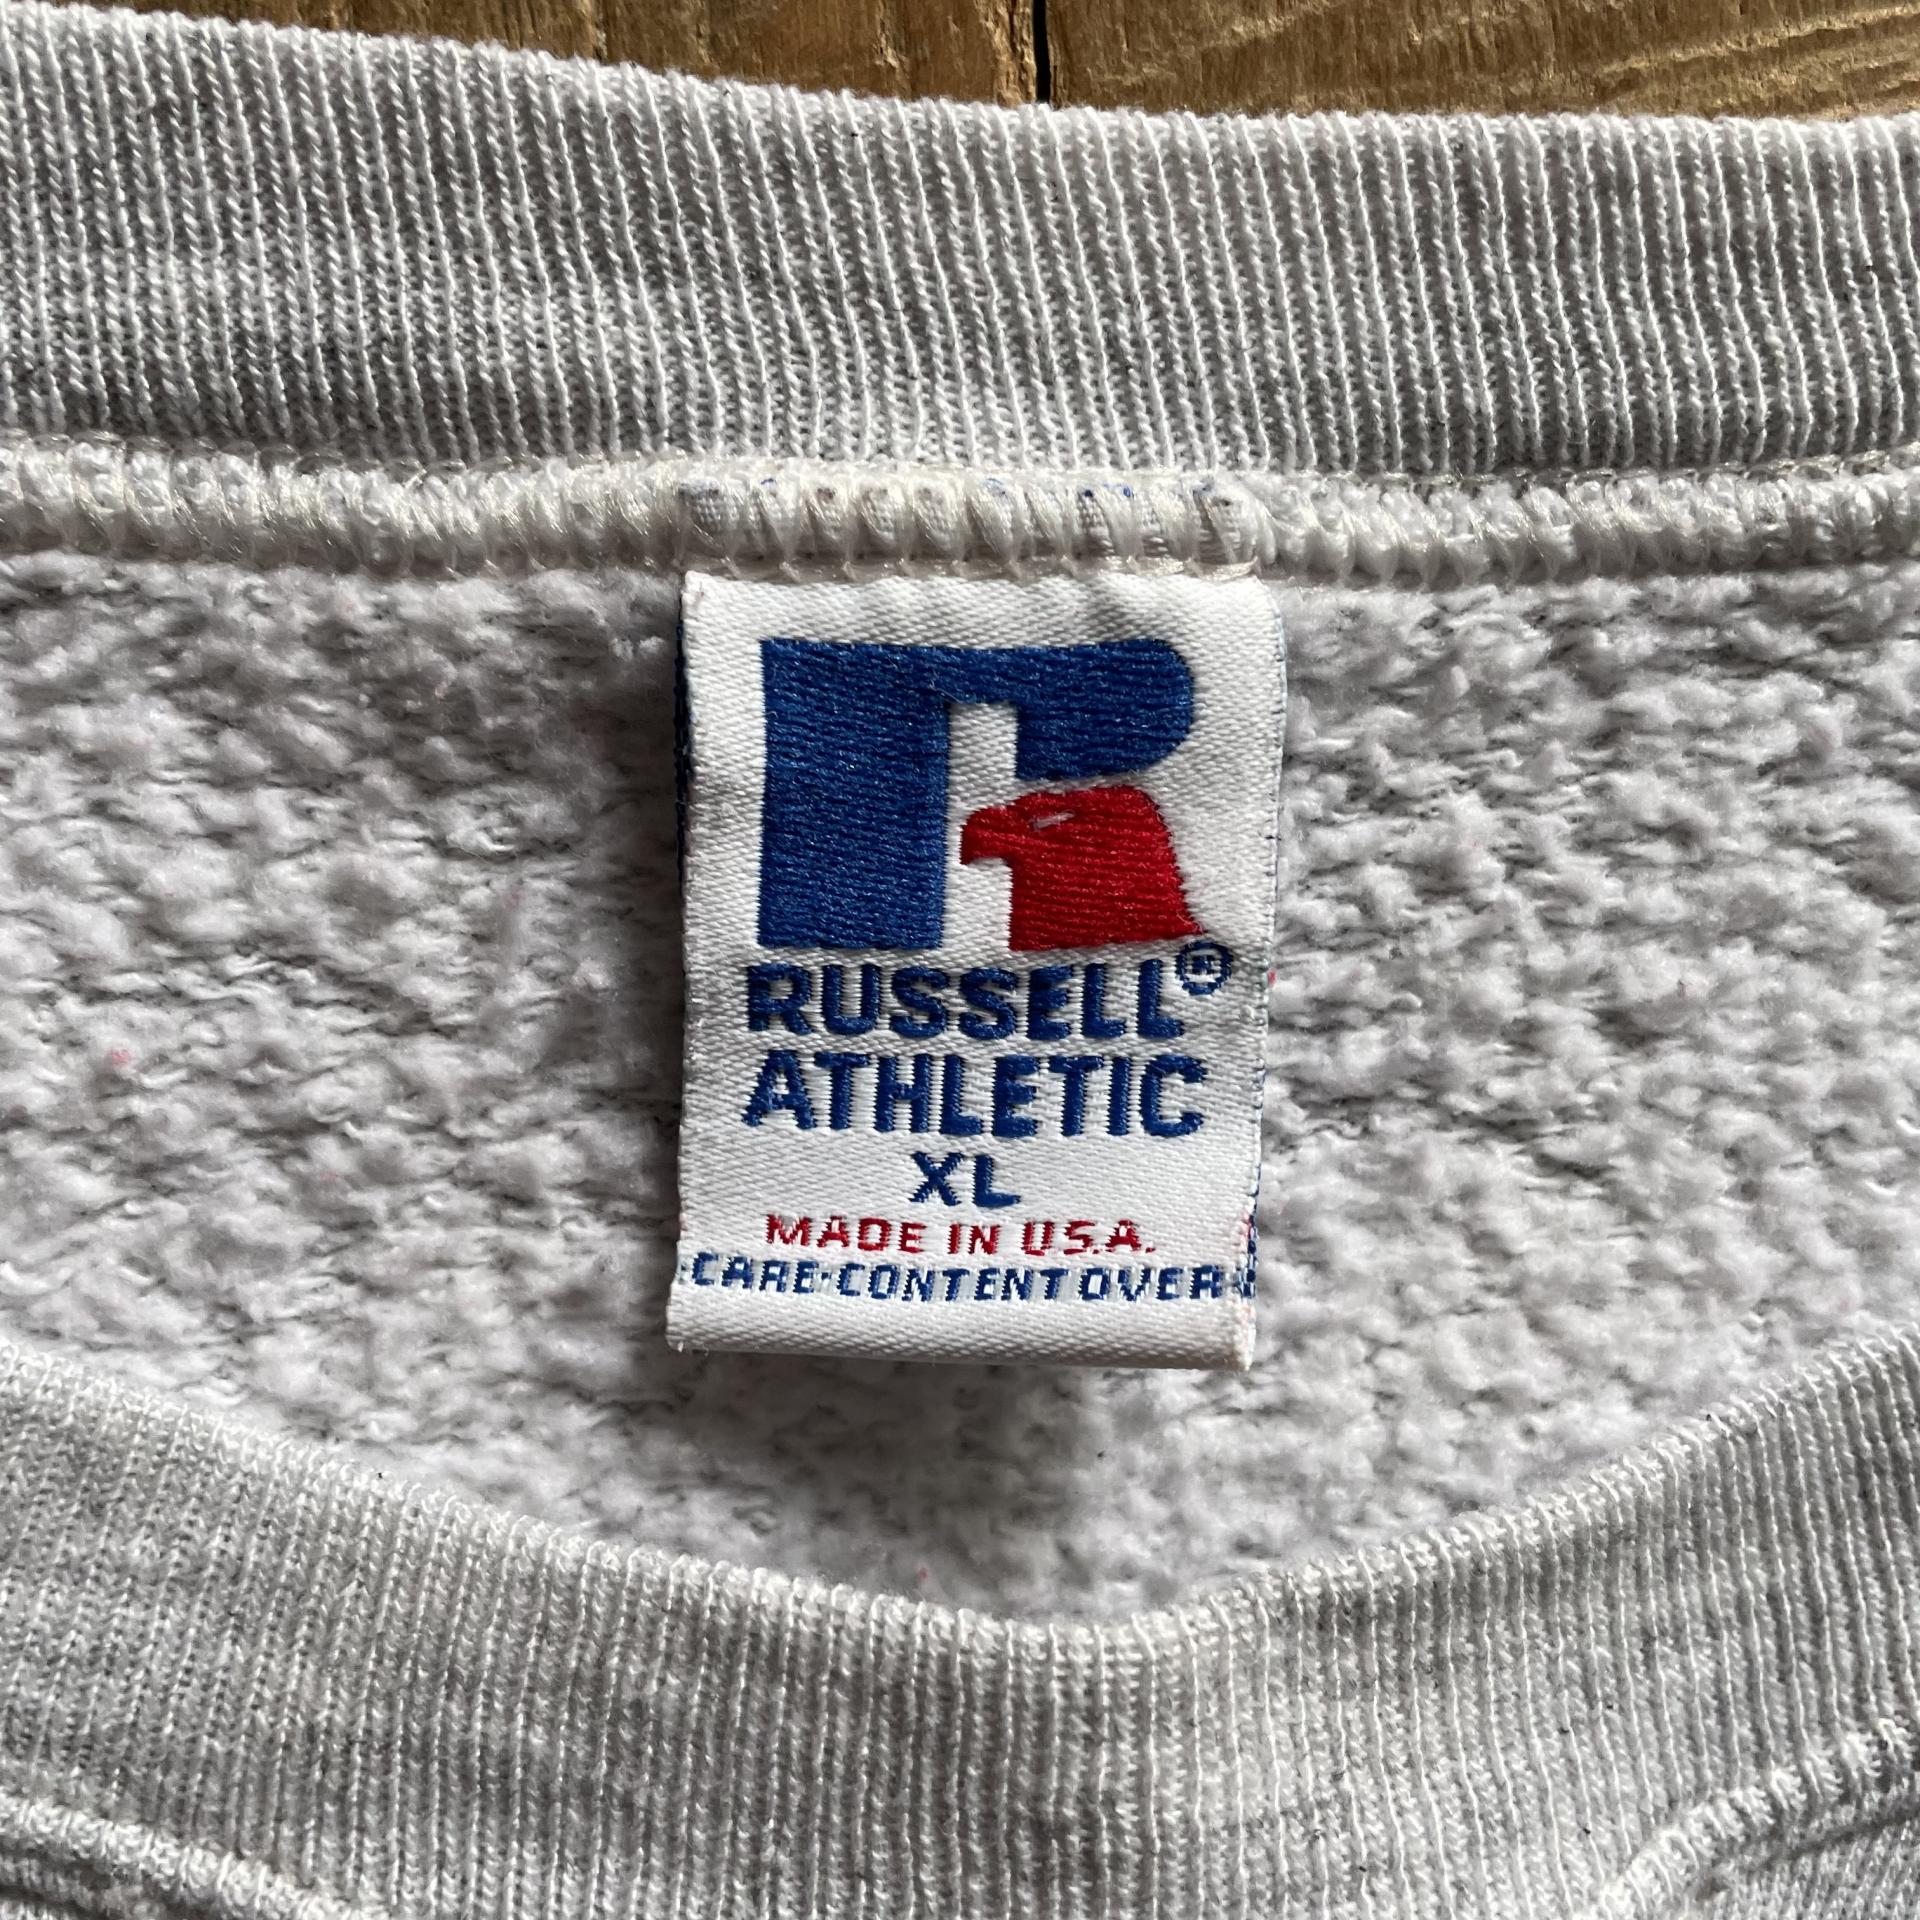 RUSSELL®
ATHLETIC
XL
MADE IN U.S.A.
CARE·CONTENT OVER